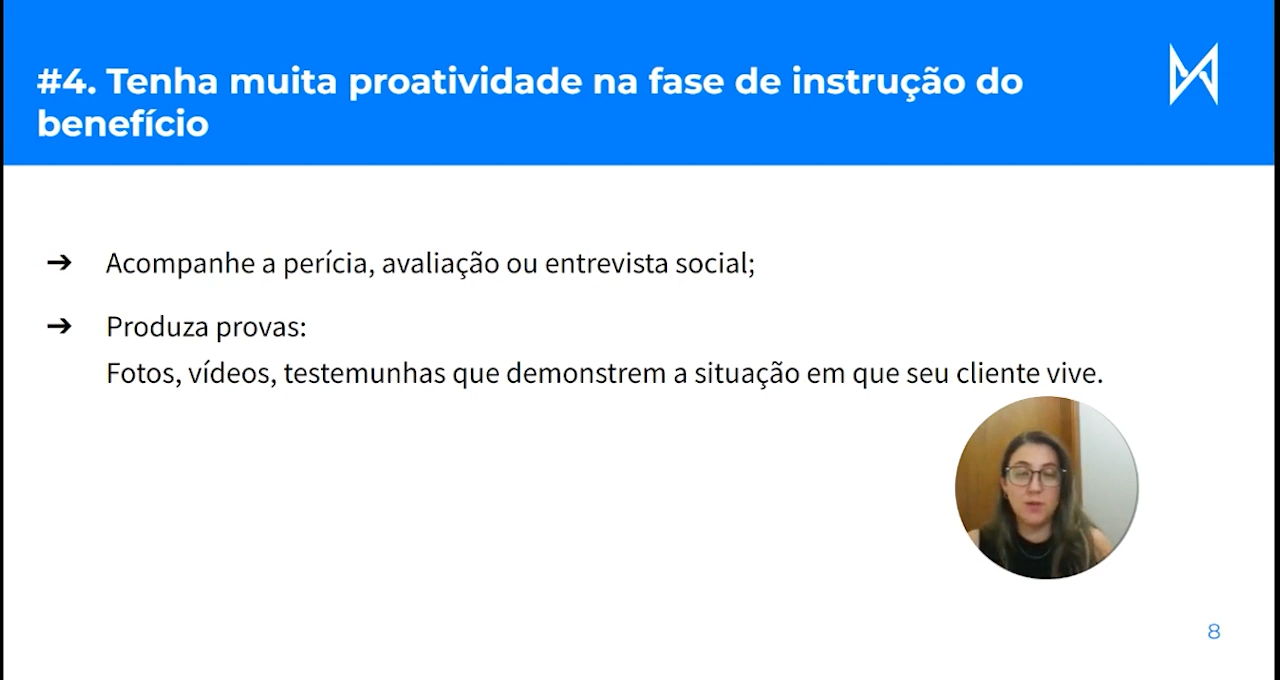 #4. Tenha muita proatividade na fase de instrução do
benefício
➔ Acompanhe a perícia, avaliação ou entrevista social;
➔ Produza provas:
Fotos, vídeos, testemunhas que demonstrem a situação em que seu cliente vive.
8